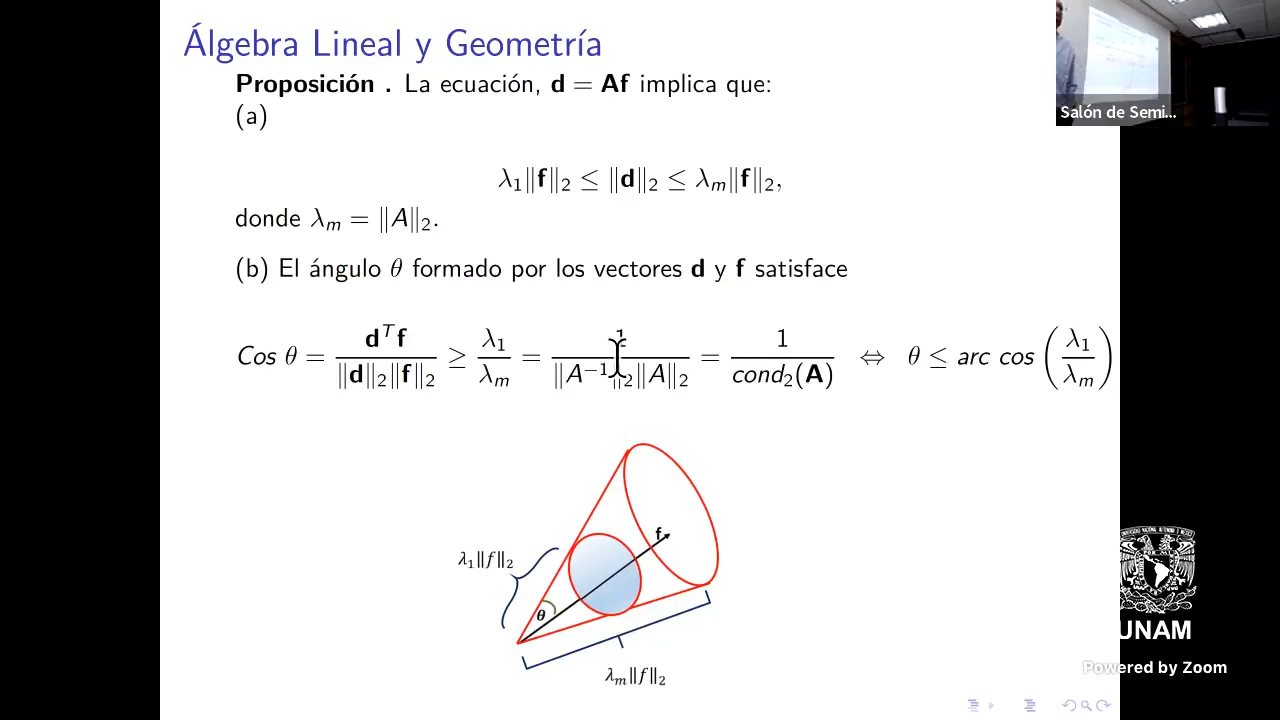 Álgebra Lineal y Geometría
Proposición . La ecuación, d = Af implica que:
(a)
λ₁‖f‖₂ ≤ ‖d‖₂ ≤ λₘ‖f‖₂,
donde λₘ = ‖A‖₂.
(b) El ángulo θ formado por los vectores d y f satisface
Cos θ = dᵀf / ‖d‖₂‖f‖₂ ≥ λ₁ / λₘ = 1 / ‖A⁻¹‖₂‖A‖₂ = 1 / cond₂(A) ⇔ θ ≤ arc cos (λ₁ / λₘ)
f
λ₁‖f‖₂
θ
λₘ‖f‖₂
Salón de Semi...
UNAM
Powered by Zoom